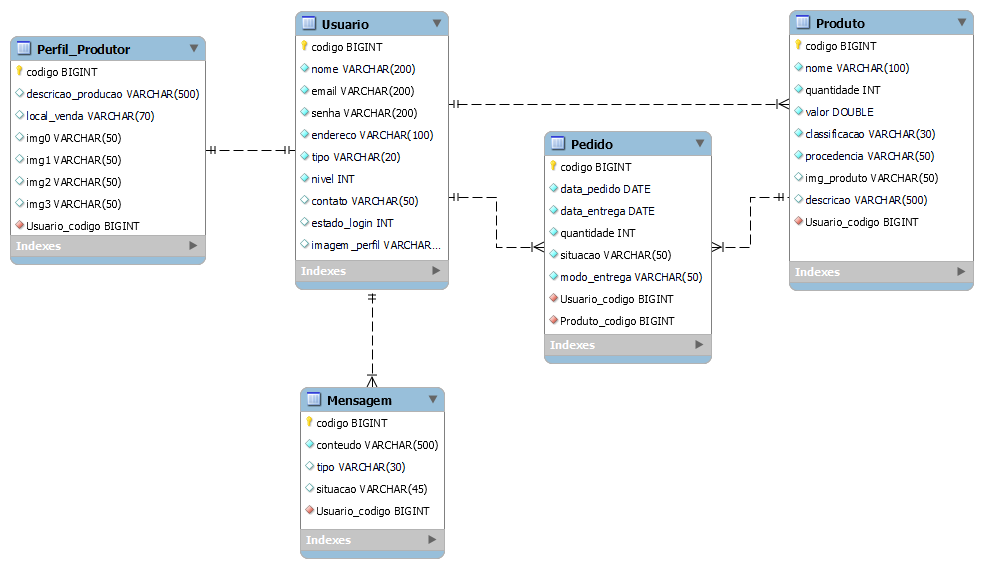 Perfil_Produtor
codigo BIGINT
descricao_producao VARCHAR(500)
local_venda VARCHAR(70)
img0 VARCHAR(50)
img1 VARCHAR(50)
img2 VARCHAR(50)
img3 VARCHAR(50)
Usuario_codigo BIGINT
Indexes
Usuario
codigo BIGINT
nome VARCHAR(200)
email VARCHAR(200)
senha VARCHAR(200)
endereco VARCHAR(100)
tipo VARCHAR(20)
nivel INT
contato VARCHAR(50)
estado_login INT
imagem_perfil VARCHAR...
Indexes
Produto
codigo BIGINT
nome VARCHAR(100)
quantidade INT
valor DOUBLE
classificacao VARCHAR(30)
procedencia VARCHAR(50)
img_produto VARCHAR(50)
descricao VARCHAR(500)
Usuario_codigo BIGINT
Indexes
Pedido
codigo BIGINT
data_pedido DATE
data_entrega DATE
quantidade INT
situacao VARCHAR(50)
modo_entrega VARCHAR(50)
Usuario_codigo BIGINT
Produto_codigo BIGINT
Indexes
Mensagem
codigo BIGINT
conteudo VARCHAR(500)
tipo VARCHAR(30)
situacao VARCHAR(45)
Usuario_codigo BIGINT
Indexes